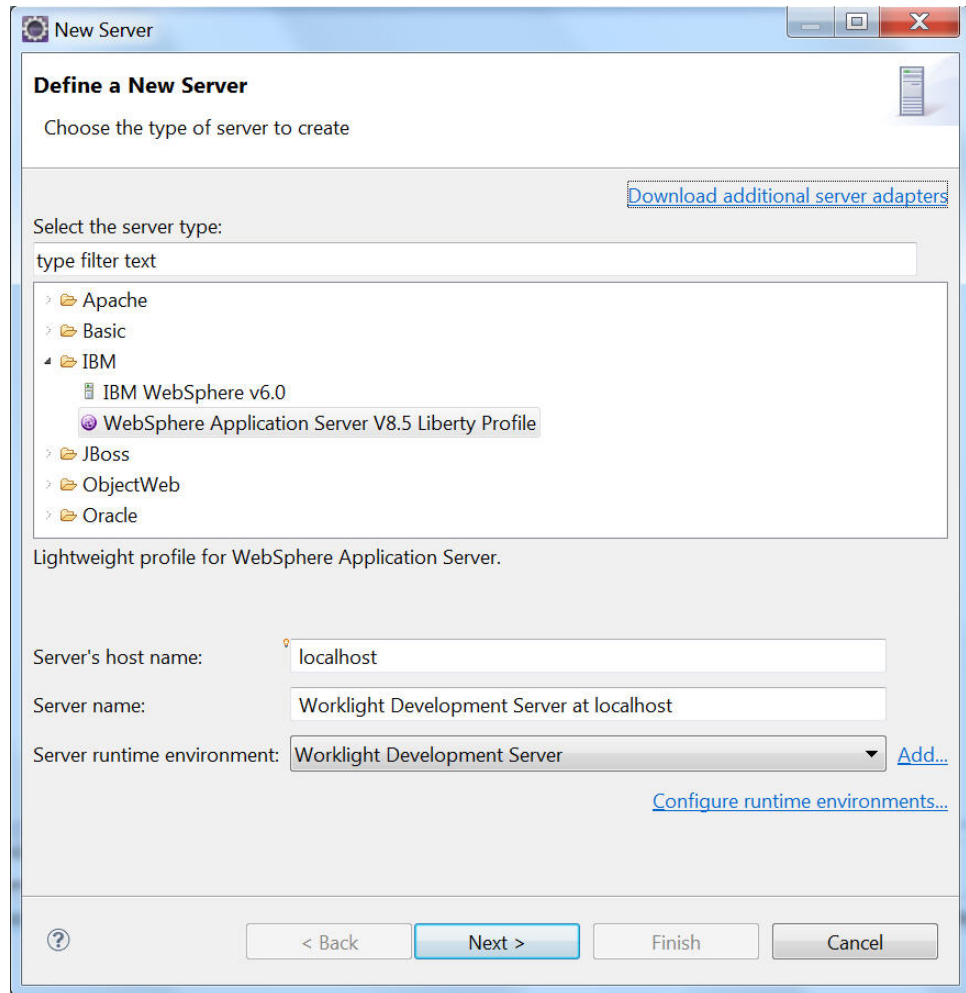 New Server
Define a New Server
Choose the type of server to create
Download additional server adapters
Select the server type:
type filter text
Apache
Basic
IBM
IBM WebSphere v6.0
WebSphere Application Server V8.5 Liberty Profile
JBoss
ObjectWeb
Oracle
Lightweight profile for WebSphere Application Server.
Server's host name: localhost
Server name: Worklight Development Server at localhost
Server runtime environment: Worklight Development Server Add...
Configure runtime environments...
? < Back Next > Finish Cancel